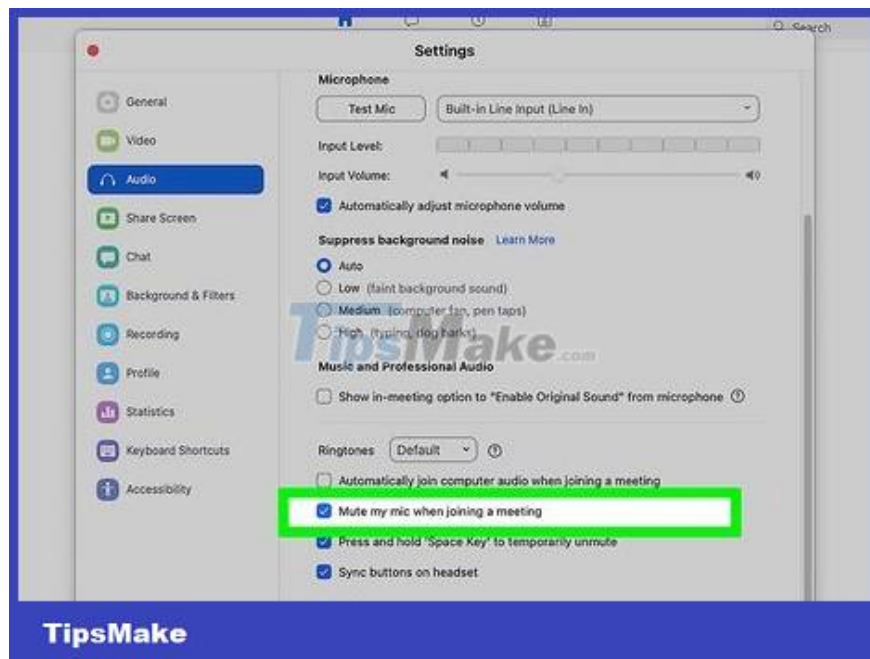 Search
Settings
Microphone
Test Mic
Built-in Line Input (Line In)
Input Level:
Input Volume:
Automatically adjust microphone volume
Suppress background noise Learn More
Auto
Low (faint background sound)
Medium (computer fan, pen taps)
High (typing, dog barks)
Music and Professional Audio
Show in-meeting option to "Enable Original Sound" from microphone
Ringtones Default
Automatically join computer audio when joining a meeting
Mute my mic when joining a meeting
Press and hold 'Space Key' to temporarily unmute
Sync buttons on headset
General
Video
Audio
Share Screen
Chat
Background & Filters
Recording
Profile
Statistics
Keyboard Shortcuts
Accessibility
TipsMake.com
TipsMake